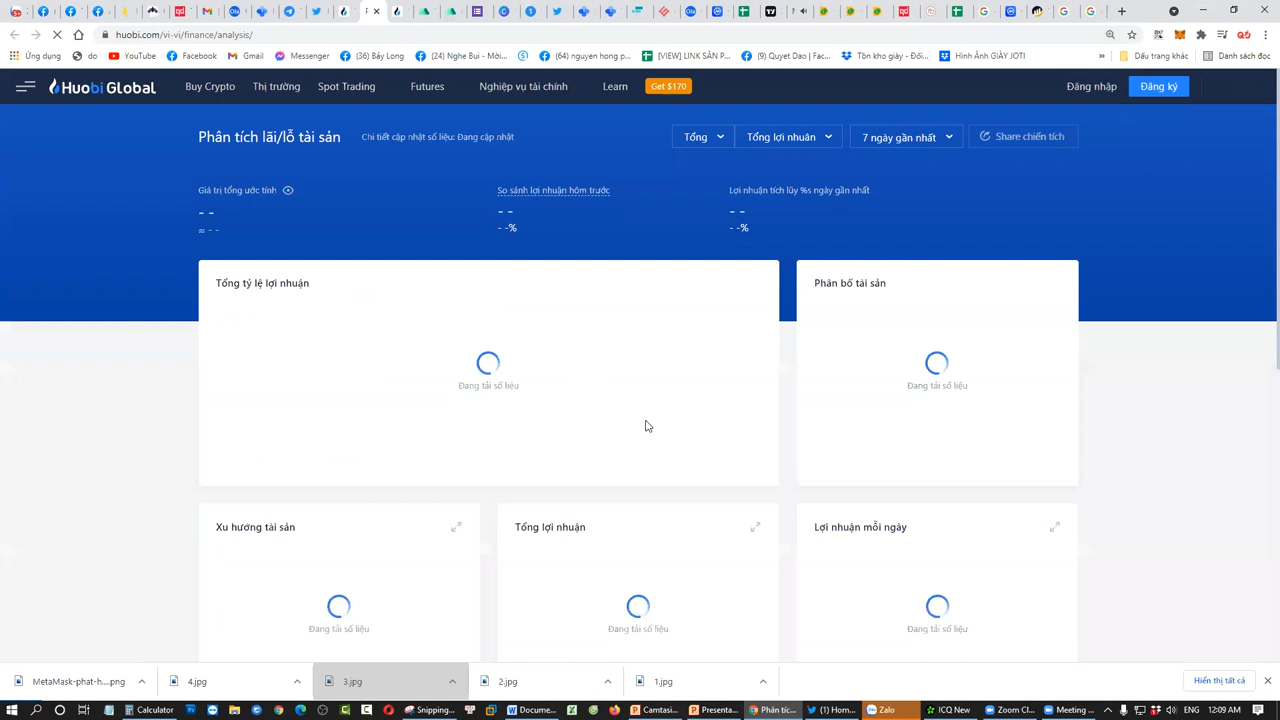 huobi.com/vi-vi/finance/analysis/
Ứng dụng
do
YouTube
Facebook
Gmail
Messenger
(36) Bảy Long
(24) Nghe Bui - Mời...
(64) nguyen hong p...
[VIEW] LINK SẢN P...
(9) Quyet Dao | Fac...
Tồn kho giày - Đối...
Hình Ảnh GIÀY JOTI
»
Dấu trang khác
Danh sách đọc
Huobi Global
Buy Crypto
Thị trường
Spot Trading
Futures
Nghiệp vụ tài chính
Learn
Get $170
Đăng nhập
Đăng ký
Phân tích lãi/lỗ tài sản
Chi tiết cập nhật số liệu: Đang cập nhật
Tổng
Tổng lợi nhuân
7 ngày gần nhất
Share chiến tích
Giá trị tổng ước tính
So sánh lợi nhuận hôm trước
Lợi nhuận tích lũy %s ngày gần nhất
- -
- -
- -
≈ - -
- -%
- -%
Tổng tỷ lệ lợi nhuận
Phân bố tài sản
Đang tải số liệu
Đang tải số liệu
Xu hướng tài sản
Tổng lợi nhuận
Lợi nhuận mỗi ngày
Đang tải số liệu
Đang tải số liệu
Đang tải số liệu
MetaMask-phat-h....png
4.jpg
3.jpg
2.jpg
1.jpg
Hiển thị tất cả
Calculator
Snipping...
Docume...
Camtasi...
Presenta...
Phân tíc...
(1) Hom...
Zalo
ICQ New
Zoom Cl...
Meeting ...
ENG
12:09 AM